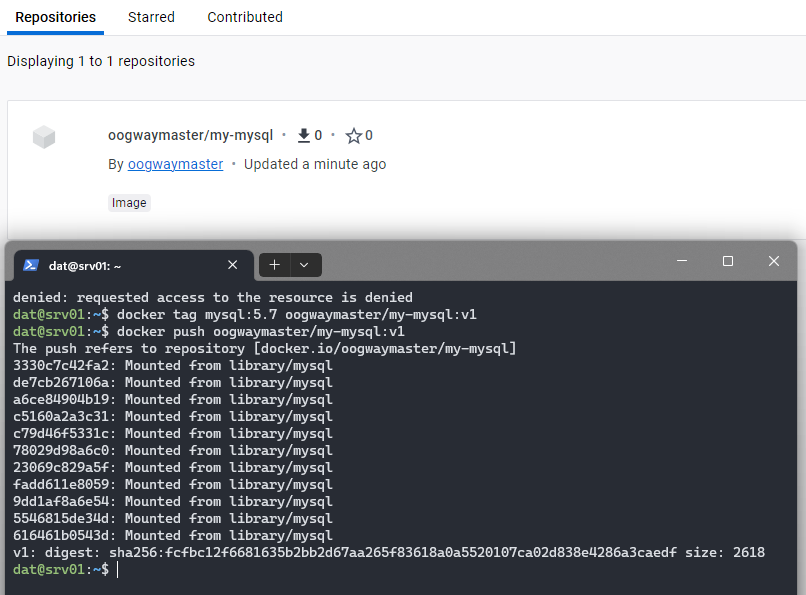 Repositories Starred Contributed
Displaying 1 to 1 repositories
oogwaymaster/my-mysql • 0 • 0
By oogwaymaster • Updated a minute ago
Image
dat@srv01: ~
denied: requested access to the resource is denied
dat@srv01:~$ docker tag mysql:5.7 oogwaymaster/my-mysql:v1
dat@srv01:~$ docker push oogwaymaster/my-mysql:v1
The push refers to repository [docker.io/oogwaymaster/my-mysql]
3330c7c42fa2: Mounted from library/mysql
de7cb267106a: Mounted from library/mysql
a6ce84904b19: Mounted from library/mysql
c5160a2a3c31: Mounted from library/mysql
c79d46f5331c: Mounted from library/mysql
78029d98a6c0: Mounted from library/mysql
23069c829a5f: Mounted from library/mysql
fadd611e8059: Mounted from library/mysql
9dd1af8a6e54: Mounted from library/mysql
5546815de34d: Mounted from library/mysql
616461b0543d: Mounted from library/mysql
v1: digest: sha256:fcfbc12f6681635b2bb2d67aa265f83618a0a5520107ca02d838e4286a3caedf size: 2618
dat@srv01:~$